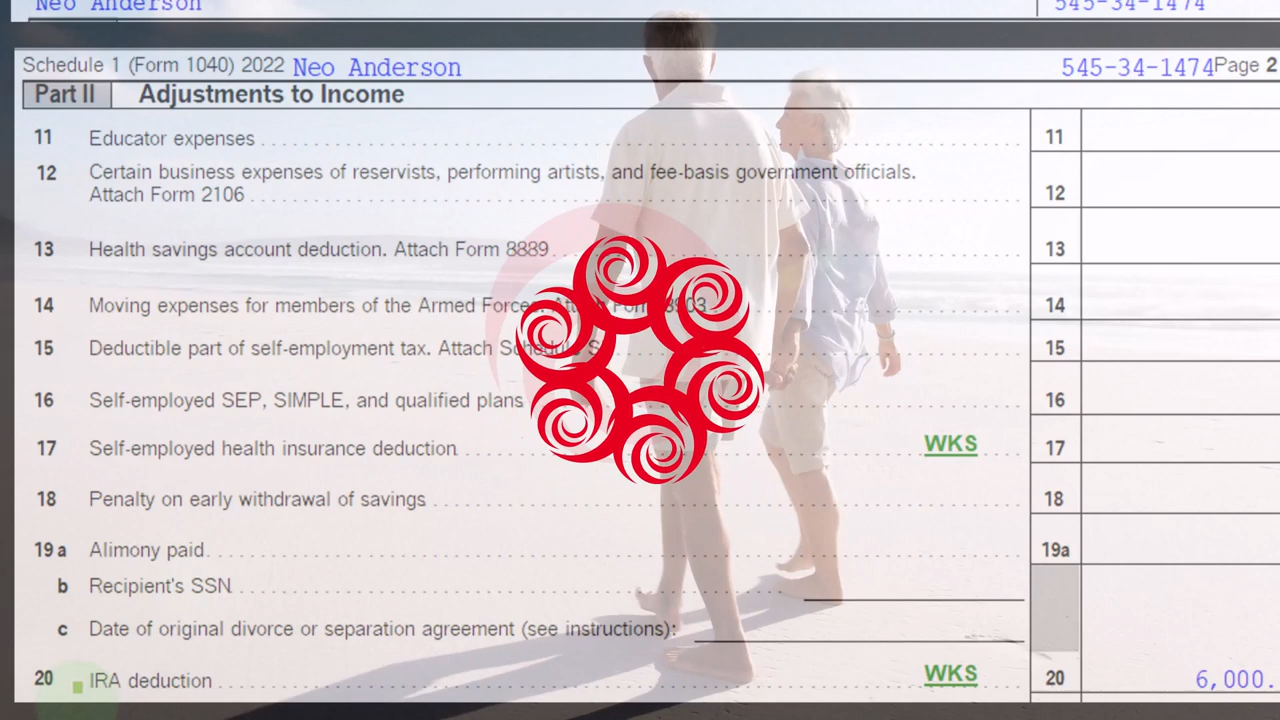 Neo Anderson 545-34-1474
Schedule 1 (Form 1040) 2022 Neo Anderson 545-34-1474 Page 2
Part II Adjustments to Income
11 Educator expenses 11
12 Certain business expenses of reservists, performing artists, and fee-basis government officials.
Attach Form 2106 12
13 Health savings account deduction. Attach Form 8889 13
14 Moving expenses for members of the Armed Forces. Attach Form 3903 14
15 Deductible part of self-employment tax. Attach Schedule S 15
16 Self-employed SEP, SIMPLE, and qualified plans 16
17 Self-employed health insurance deduction WKS 17
18 Penalty on early withdrawal of savings 18
19 a Alimony paid 19a
b Recipient's SSN
c Date of original divorce or separation agreement (see instructions):
20 IRA deduction WKS 20 6,000.